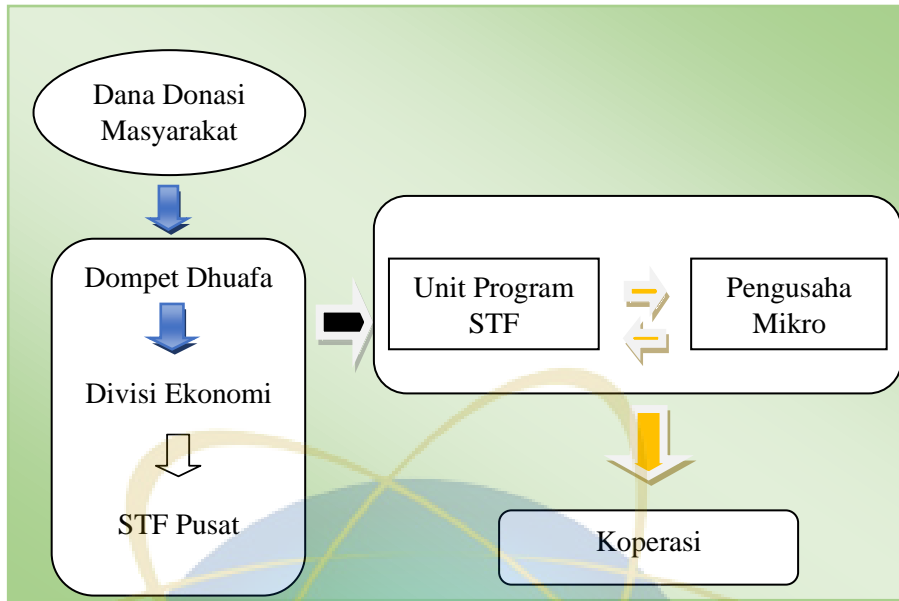 Dana Donasi
Masyarakat
Dompet Dhuafa
Divisi Ekonomi
STF Pusat
Unit Program
STF
Pengusaha
Mikro
Koperasi